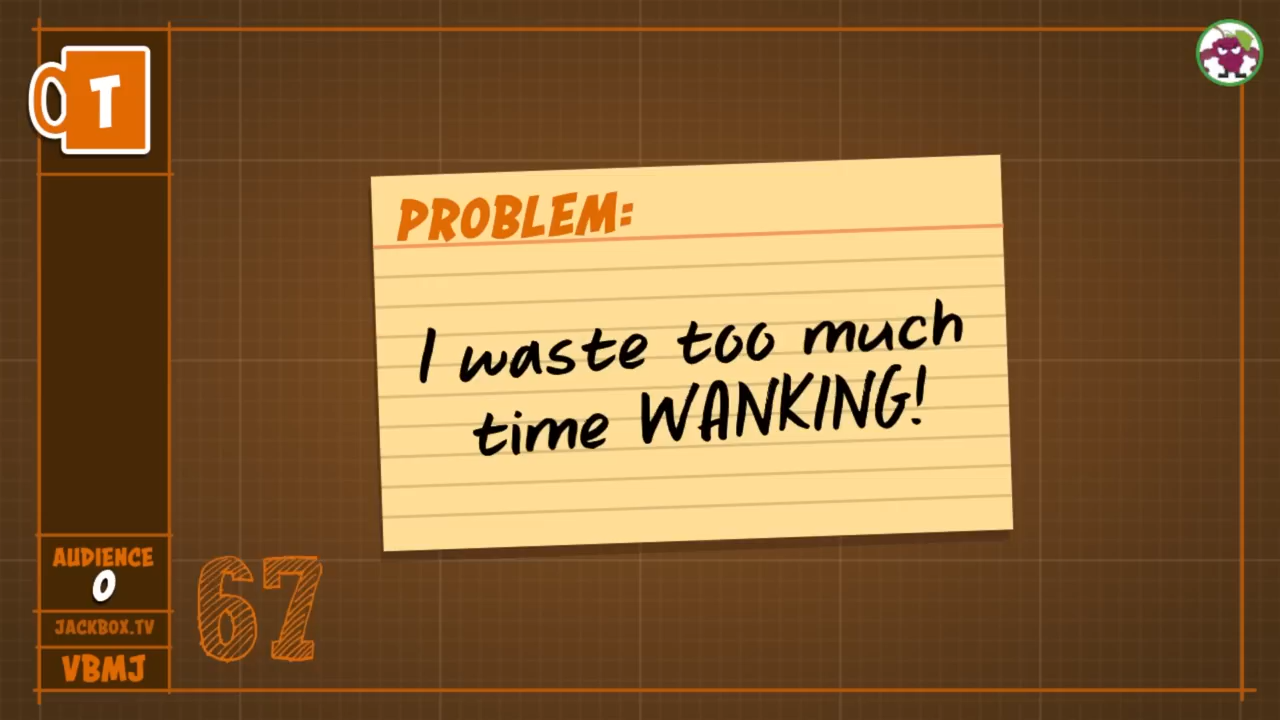 T
PROBLEM:
I waste too much
time WANKING!
AUDIENCE
0
JACKBOX.TV
VBMJ
67